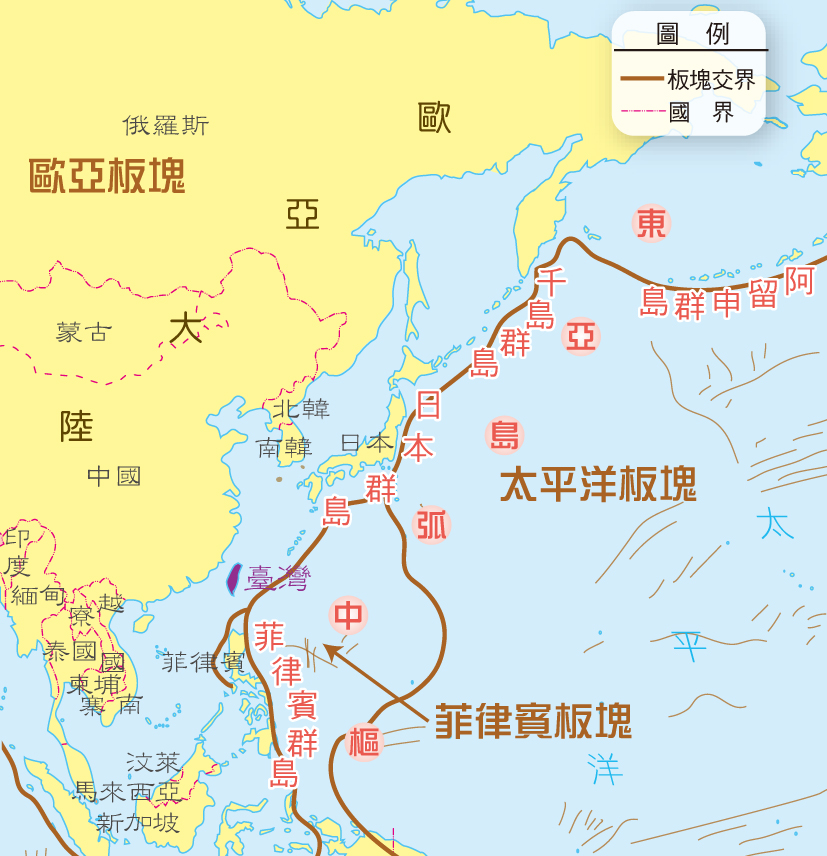 圖 例
板塊交界
國 界
俄羅斯
歐亞大陸
歐亞板塊
蒙古
中國
北韓
南韓
日本
東亞島弧中樞
阿留申群島
千島群島
日本群島
臺灣
太平洋板塊
太平洋
印度
緬甸
寮國
越南
泰國
柬埔寨
菲律賓
菲律賓群島
菲律賓板塊
汶萊
馬來西亞
新加坡